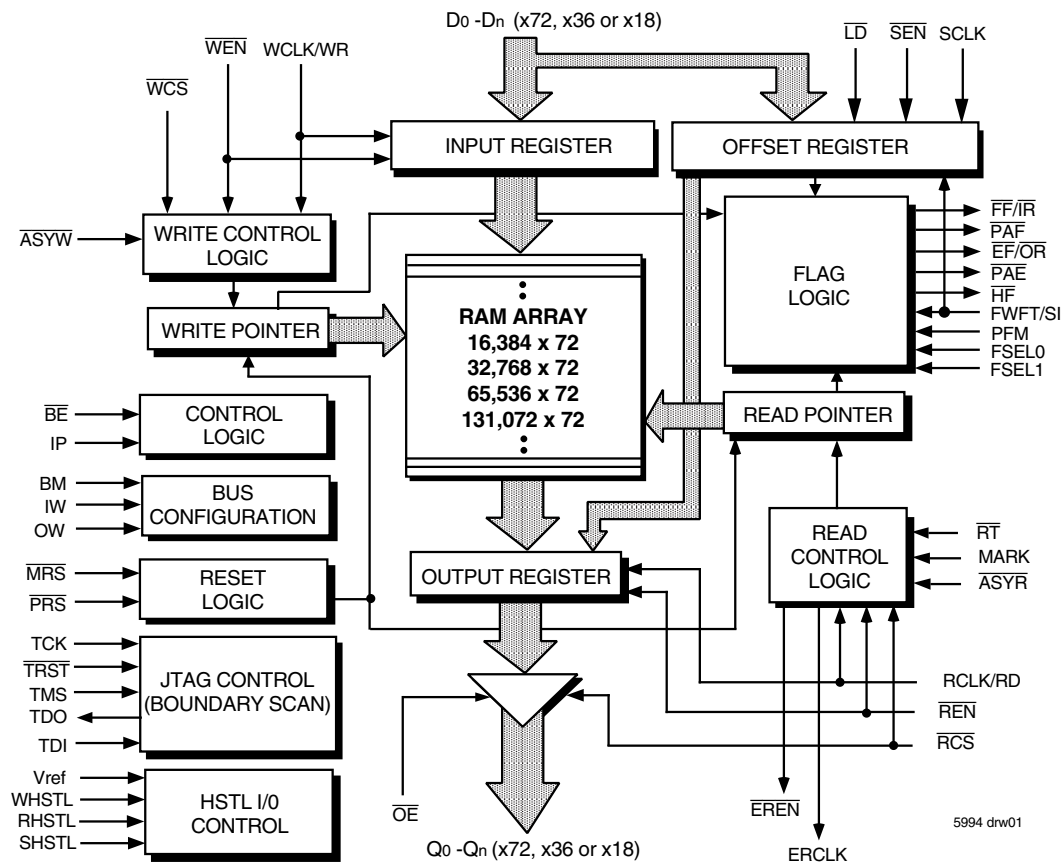 D0 -Dn (x72, x36 or x18)
WEN
WCLK/WR
LD
SEN
SCLK
WCS
INPUT REGISTER
OFFSET REGISTER
ASYW
WRITE CONTROL
LOGIC
FLAG
LOGIC
FF/IR
PAF
EF/OR
PAE
HF
FWFT/SI
PFM
FSEL0
FSEL1
WRITE POINTER
RAM ARRAY
16,384 x 72
32,768 x 72
65,536 x 72
131,072 x 72
READ POINTER
BE
IP
CONTROL
LOGIC
BM
IW
OW
BUS
CONFIGURATION
MRS
PRS
RESET
LOGIC
OUTPUT REGISTER
READ
CONTROL
LOGIC
RT
MARK
ASYR
TCK
TRST
TMS
TDO
TDI
JTAG CONTROL
(BOUNDARY SCAN)
RCLK/RD
REN
RCS
Vref
WHSTL
RHSTL
SHSTL
HSTL I/0
CONTROL
OE
EREN
ERCLK
5994 drw01
Q0 -Qn (x72, x36 or x18)